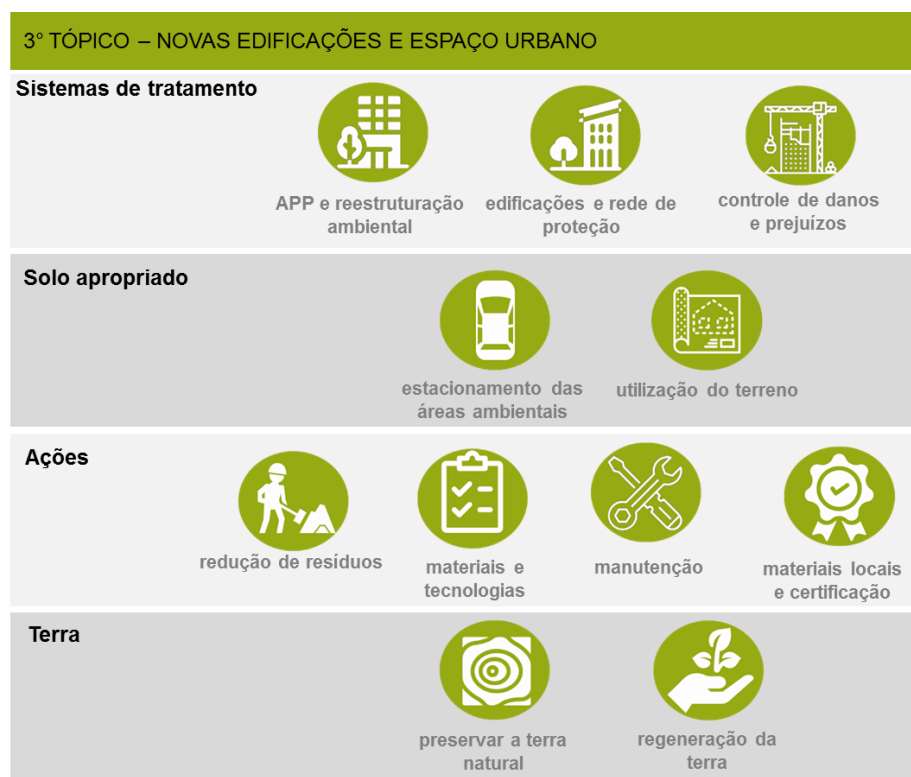 3° TÓPICO – NOVAS EDIFICAÇÕES E ESPAÇO URBANO
Sistemas de tratamento
APP e reestruturação
ambiental
edificações e rede de
proteção
controle de danos
e prejuízos
Solo apropriado
estacionamento das
áreas ambientais
utilização do terreno
Ações
redução de resíduos
materiais e
tecnologias
manutenção
materiais locais
e certificação
Terra
preservar a terra
natural
regeneração da
terra